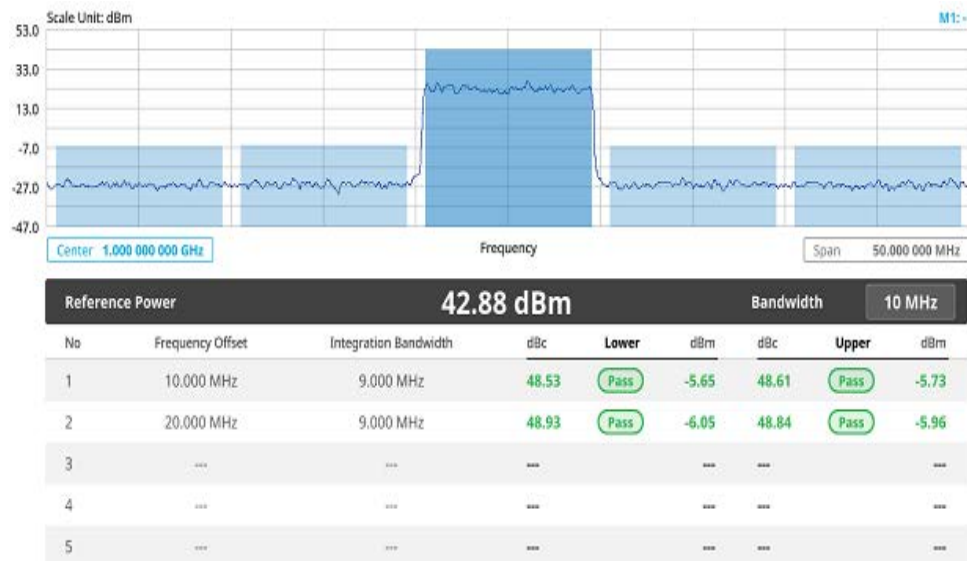 Scale Unit: dBm M1: -
53.0
33.0
13.0
-7.0
-27.0
-47.0
Center 1.000 000 000 GHz Frequency Span 50.000 000 MHz
Reference Power 42.88 dBm Bandwidth 10 MHz
No Frequency Offset Integration Bandwidth dBc Lower dBm dBc Upper dBm
1 10.000 MHz 9.000 MHz 48.53 Pass -5.65 48.61 Pass -5.73
2 20.000 MHz 9.000 MHz 48.93 Pass -6.05 48.84 Pass -5.96
3 --- --- --- --- --- ---
4 --- --- --- --- --- ---
5 --- --- --- --- --- ---